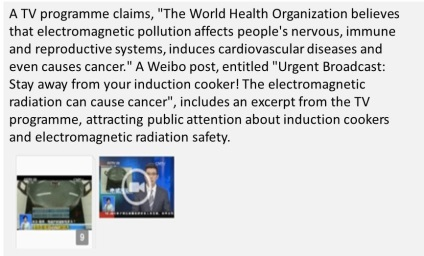 A TV programme claims, "The World Health Organization believes
that electromagnetic pollution affects people's nervous, immune
and reproductive systems, induces cardiovascular diseases and
even causes cancer." A Weibo post, entitled "Urgent Broadcast:
Stay away from your induction cooker! The electromagnetic
radiation can cause cancer", includes an excerpt from the TV
programme, attracting public attention about induction cookers
and electromagnetic radiation safety.
9